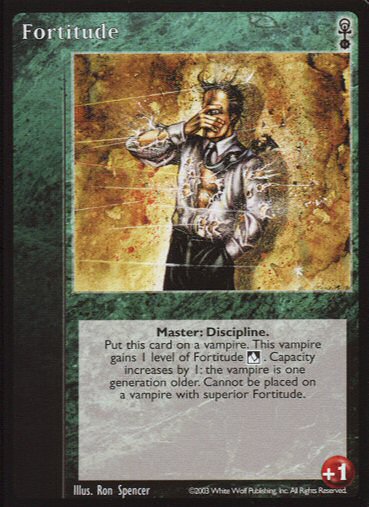 Fortitude
Master: Discipline.
Put this card on a vampire. This vampire
gains 1 level of Fortitude . Capacity
increases by 1: the vampire is one
generation older. Cannot be placed on
a vampire with superior Fortitude.
+1
Illus. Ron Spencer
©2003 White Wolf Publishing, Inc. All Rights Reserved.